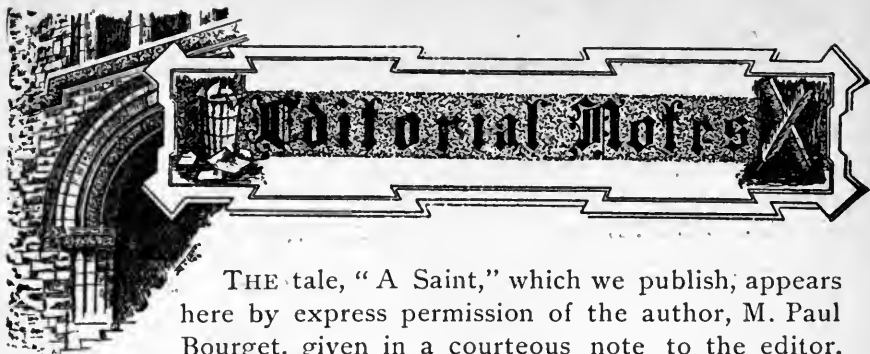 Editorial Notes
THE tale, “ A Saint,” which we publish, appears
here by express permission of the author, M. Paul
Bourget, given in a courteous note to the editor.